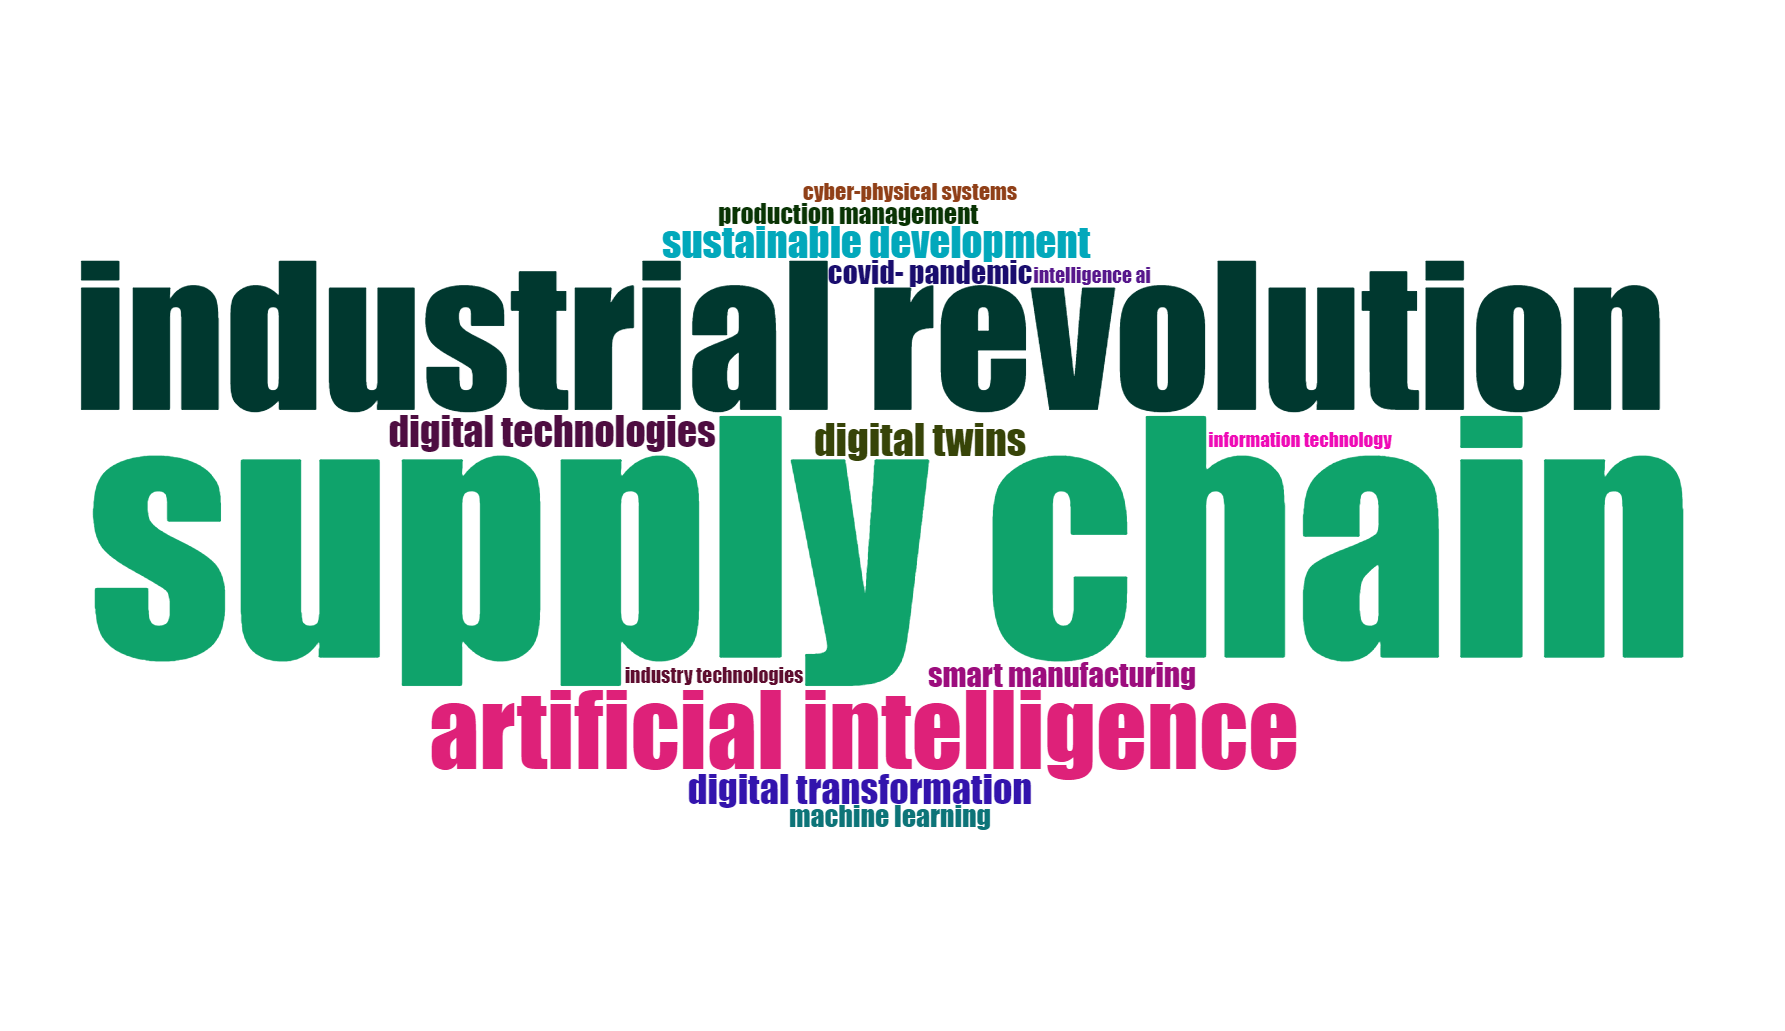 cyber-physical systems
production management
sustainable development
covid- pandemic
intelligence ai
industrial revolution
digital technologies
digital twins
information technology
supply chain
industry technologies
smart manufacturing
artificial intelligence
digital transformation
machine learning